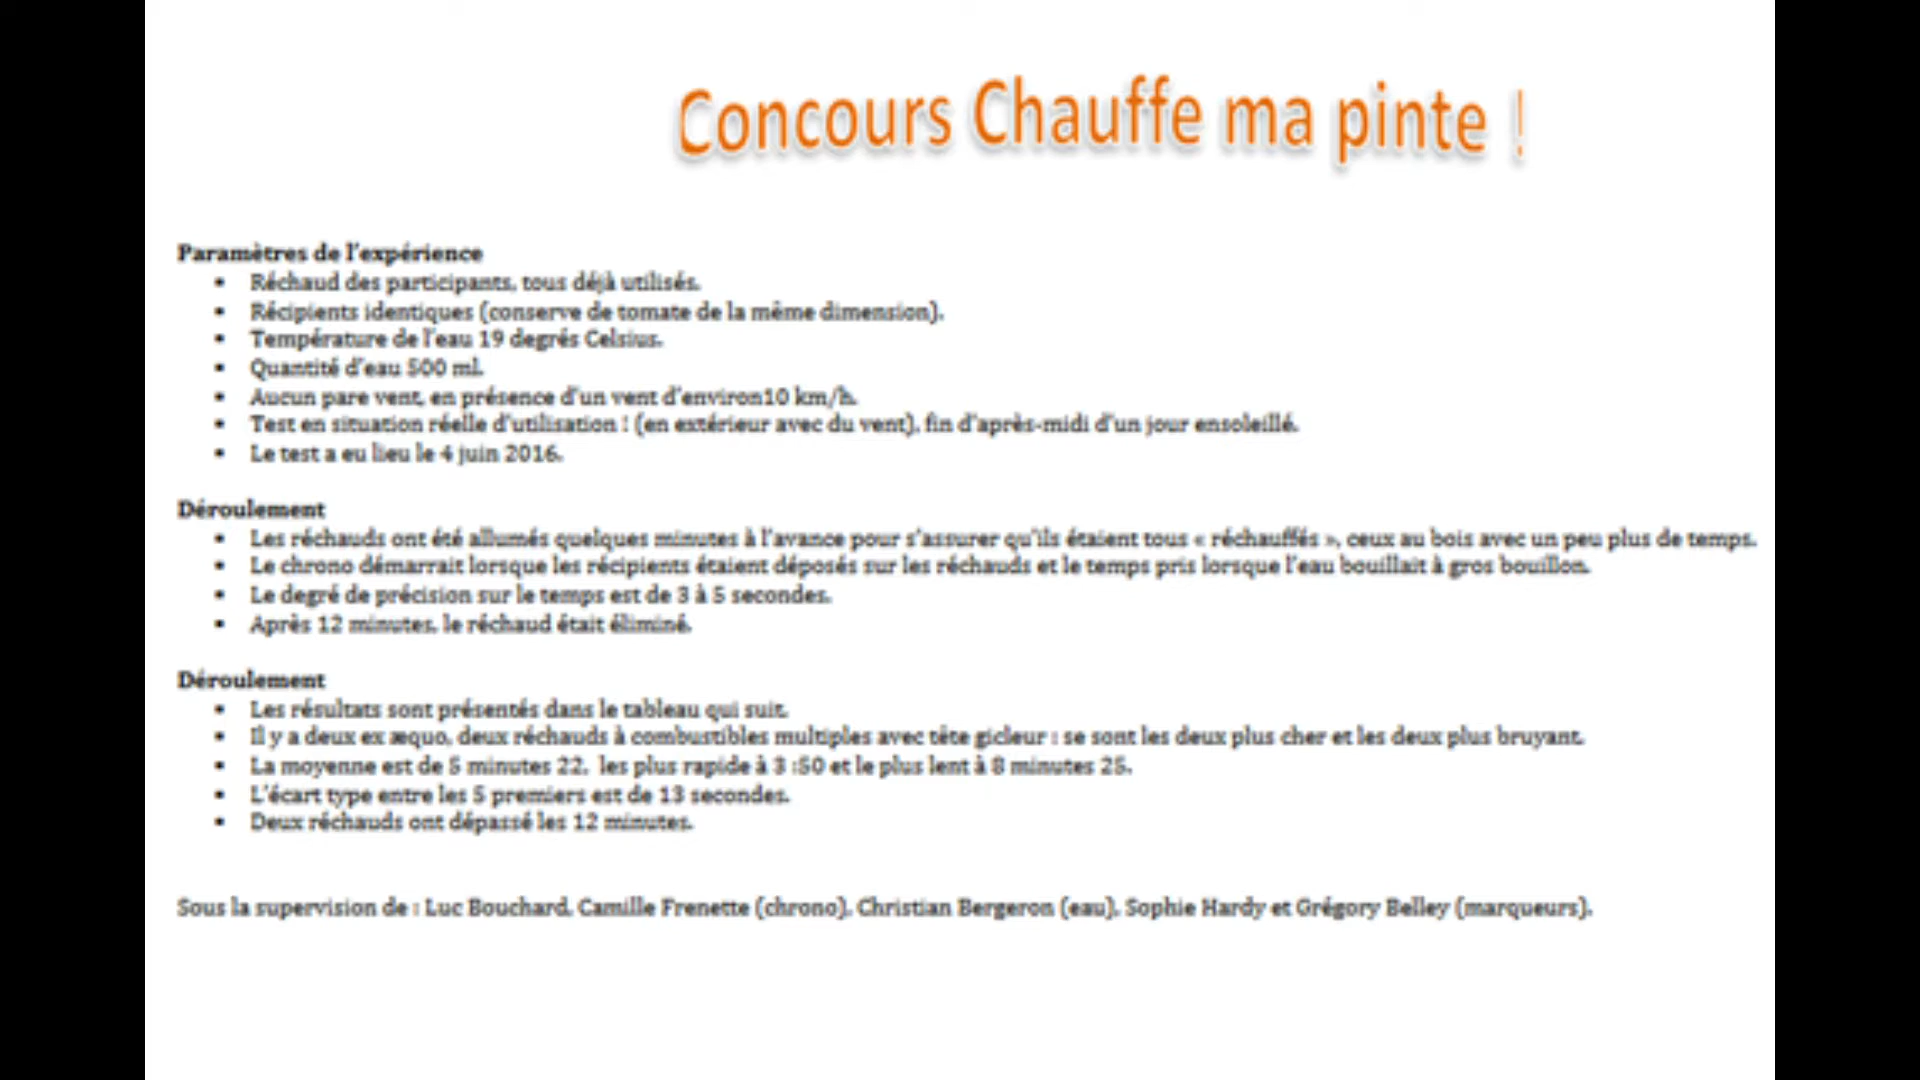 Concours Chauffe ma pinte !
Paramètres de l'expérience
• Réchaud des participants, tous déjà utilisés.
• Récipients identiques (conserve de tomate de la même dimension).
• Température de l'eau 19 degrés Celsius.
• Quantité d'eau 500 ml.
• Aucun pare vent, en présence d'un vent d'environ10 km/h.
• Test en situation réelle d'utilisation ! (en extérieur avec du vent), fin d'après-midi d'un jour ensoleillé.
• Le test a eu lieu le 4 juin 2016.
Déroulement
• Les réchauds ont été allumés quelques minutes à l'avance pour s'assurer qu'ils étaient tous « réchauffés », ceux au bois avec un peu plus de temps.
• Le chrono démarrait lorsque les récipients étaient déposés sur les réchauds et le temps pris lorsque l'eau bouillait à gros bouillon.
• Le degré de précision sur le temps est de 3 à 5 secondes.
• Après 12 minutes, le réchaud était éliminé.
Déroulement
• Les résultats sont présentés dans le tableau qui suit.
• Il y a deux ex æquo, deux réchauds à combustibles multiples avec tête gicleur : se sont les deux plus cher et les deux plus bruyant.
• La moyenne est de 5 minutes 22, les plus rapide à 3 :50 et le plus lent à 8 minutes 25.
• L'écart type entre les 5 premiers est de 13 secondes.
• Deux réchauds ont dépassé les 12 minutes.
Sous la supervision de : Luc Bouchard, Camille Frenette (chrono), Christian Bergeron (eau), Sophie Hardy et Grégory Belley (marqueurs).